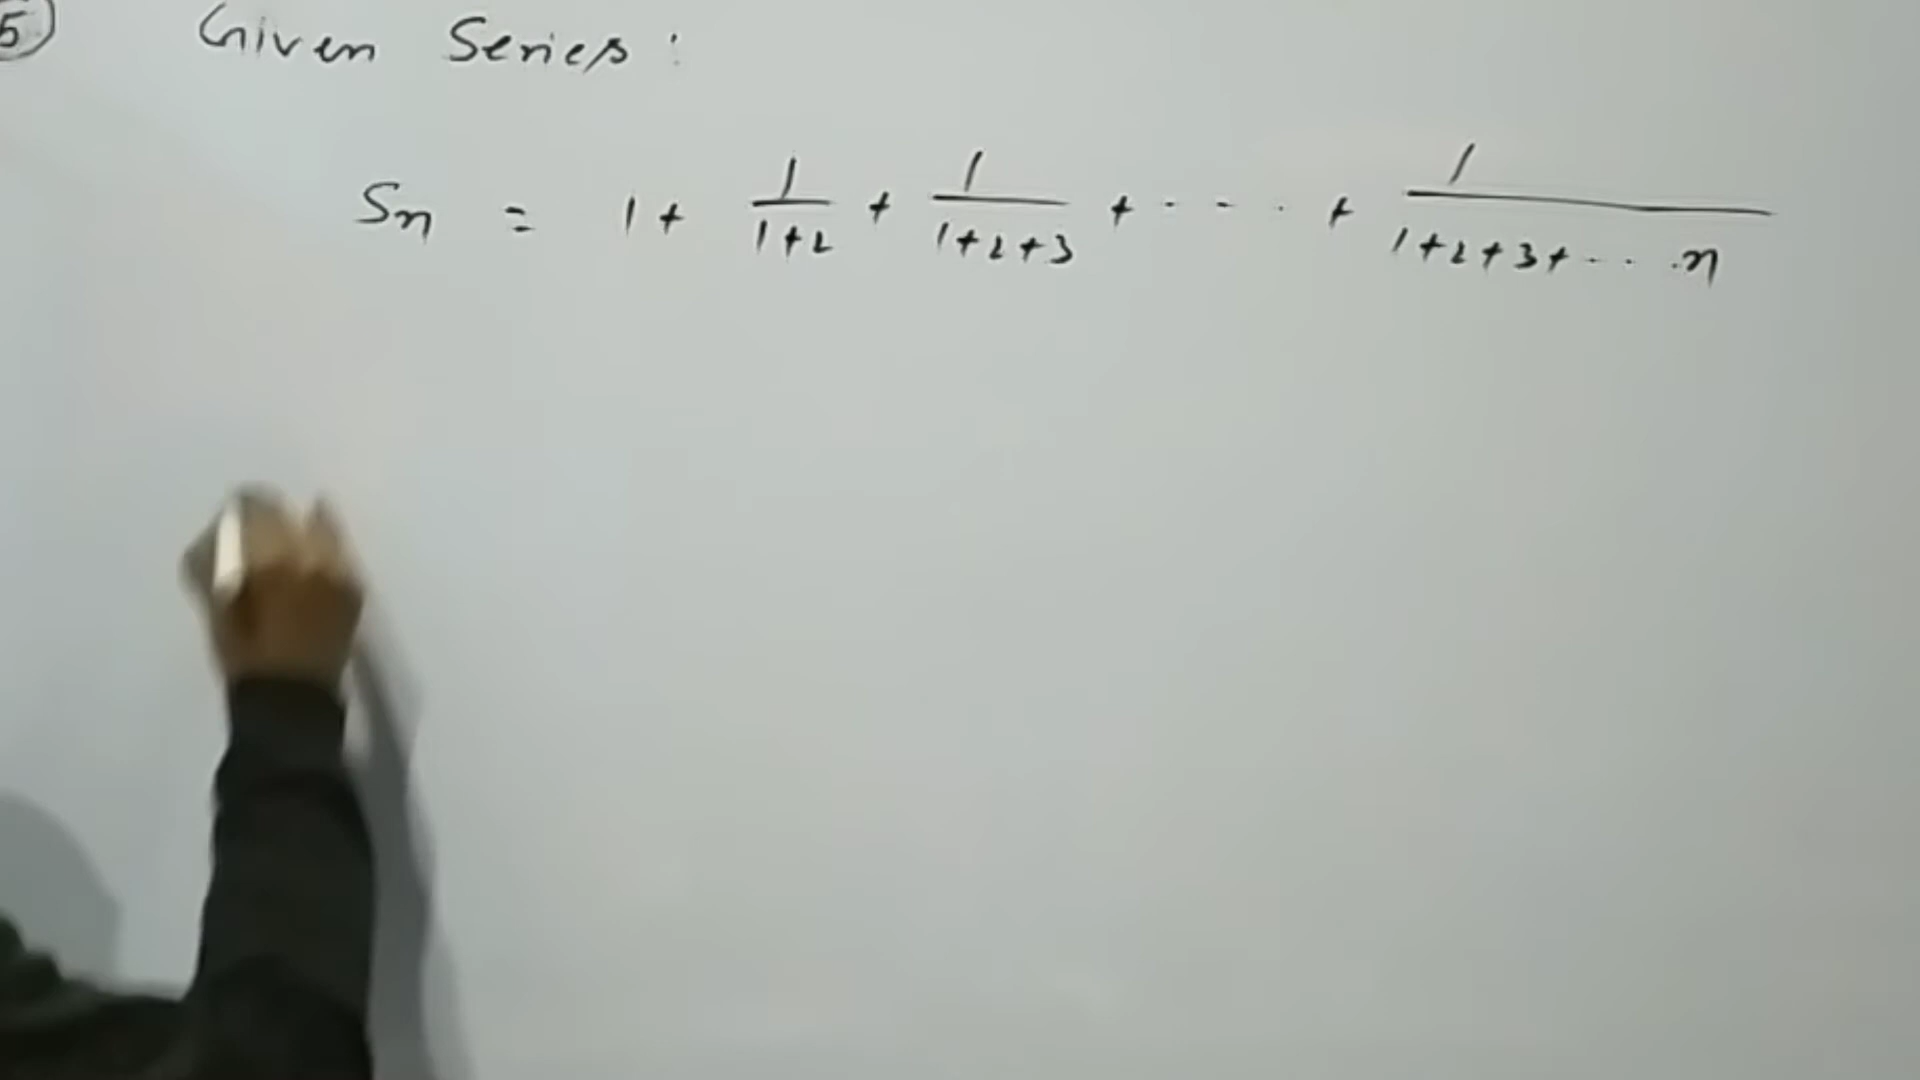 5 Given Series :
Sn = 1 + 1/(1+2) + 1/(1+2+3) + - - - . + 1/(1+2+3+ . . . n)